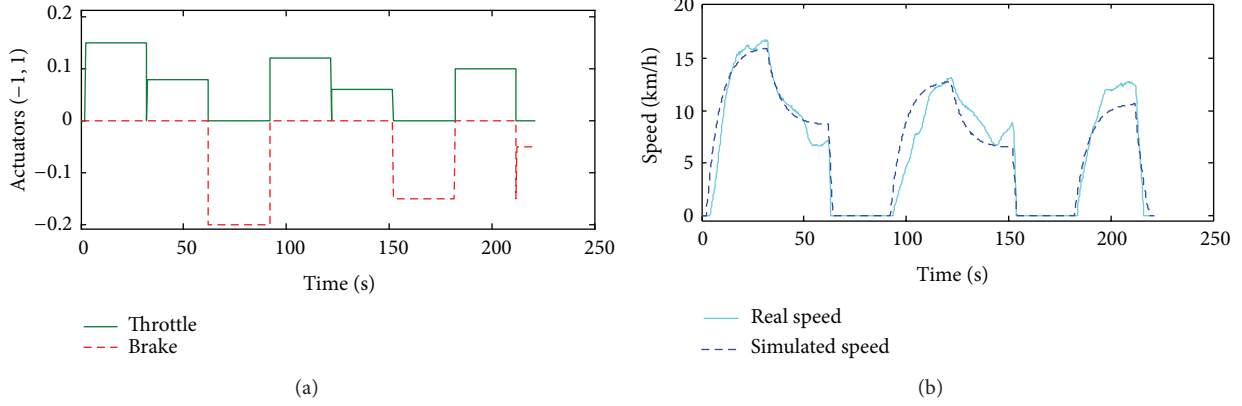 0.2
0.1
0
−0.1
−0.2
Actuators (−1, 1)
0
50
100
150
200
250
Time (s)
Throttle
Brake
(a)
20
15
10
5
0
Speed (km/h)
0
50
100
150
200
250
Time (s)
Real speed
Simulated speed
(b)